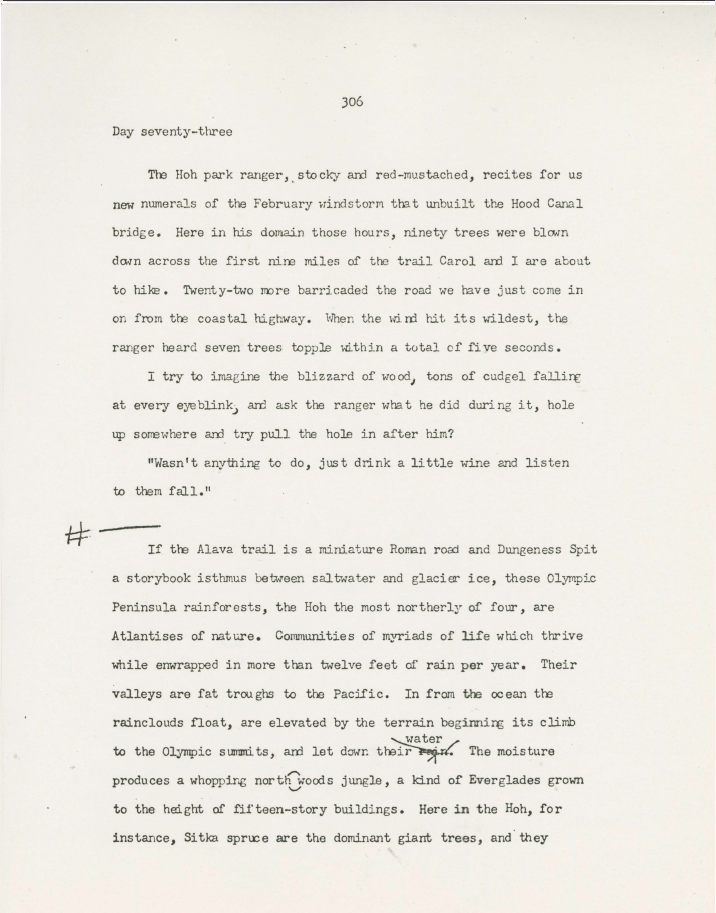 306
Day seventy-three
The Hoh park ranger, stocky and red-mustached, recites for us
new numerals of the February windstorm that unbuilt the Hood Canal
bridge. Here in his domain those hours, ninety trees were blown
down across the first nine miles of the trail Carol and I are about
to hike. Twenty-two more barricaded the road we have just come in
on from the coastal highway. When the wind hit its wildest, the
ranger heard seven trees topple within a total of five seconds.
I try to imagine the blizzard of wood, tons of cudgel falling
at every eyeblink, and ask the ranger what he did during it, hole
up somewhere and try pull the hole in after him?
"Wasn't anything to do, just drink a little wine and listen
to them fall."
#
If the Alava trail is a miniature Roman road and Dungeness Spit
a storybook isthmus between saltwater and glacier ice, these Olympic
Peninsula rainforests, the Hoh the most northerly of four, are
Atlantises of nature. Communities of myriads of life which thrive
while enwrapped in more than twelve feet of rain per year. Their
valleys are fat troughs to the Pacific. In from the ocean the
rainclouds float, are elevated by the terrain beginning its climb
water
to the Olympic summits, and let down their rain. The moisture
produces a whopping northwoods jungle, a kind of Everglades grown
to the height of fifteen-story buildings. Here in the Hoh, for
instance, Sitka spruce are the dominant giant trees, and they